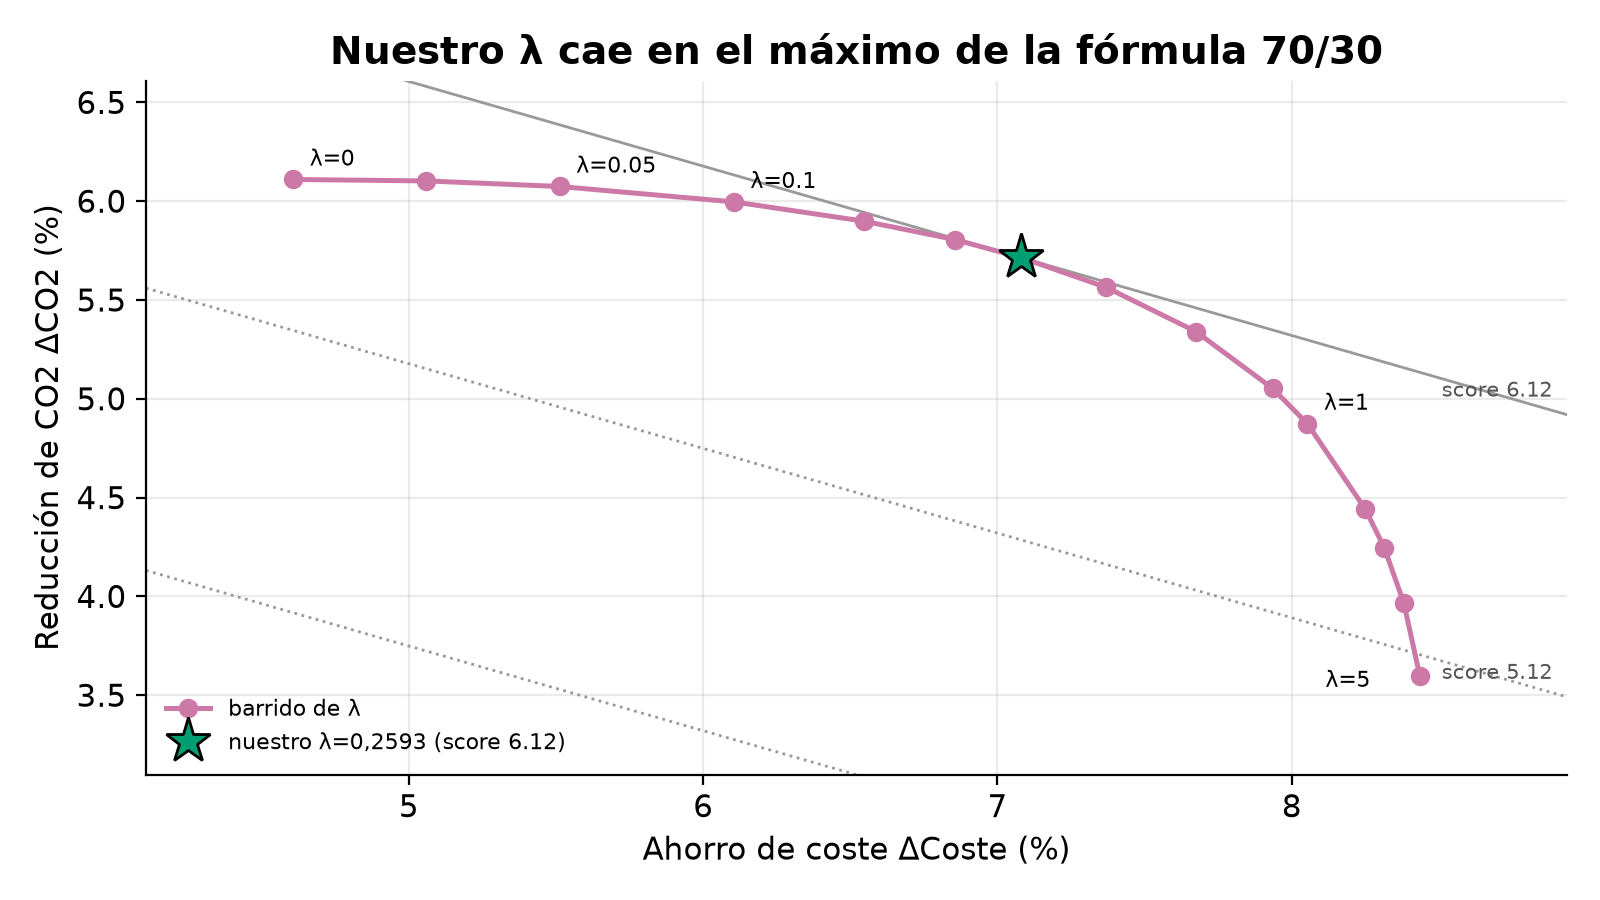 Nuestro λ cae en el máximo de la fórmula 70/30
Reducción de CO2 ΔCO2 (%)
6.5
6.0
5.5
5.0
4.5
4.0
3.5
λ=0
λ=0.05
λ=0.1
λ=1
λ=5
score 6.12
score 5.12
barrido de λ
nuestro λ=0,2593 (score 6.12)
5
6
7
8
Ahorro de coste ΔCoste (%)